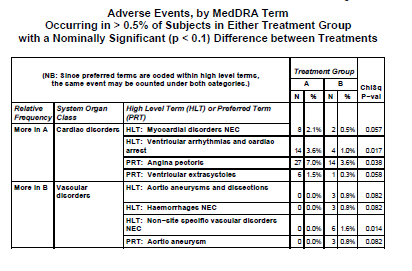 Adverse Events, by MedDRA Term
Occurring in > 0.5% of Subjects in Either Treatment Group
with a Nominally Significant (p < 0.1) Difference between Treatments
(NB: Since preferred terms are coded within high level terms,
the same event may be counted under both categories.)
Treatment Group
A B ChiSq
N % N % P-val
Relative Frequency System Organ Class High Level Term (HLT) or Preferred Term (PRT)
More in A Cardiac disorders HLT: Myocardial disorders NEC 8 2.1% 2 0.5% 0.057
HLT: Ventricular arrhythmias and cardiac
arrest 14 3.6% 4 1.0% 0.017
PRT: Angina pectoris 27 7.0% 14 3.6% 0.038
PRT: Ventricular extrasystoles 6 1.5% 1 0.3% 0.058
More in B Vascular disorders HLT: Aortic aneurysms and dissections 0 0.0% 3 0.8% 0.082
HLT: Haemorrhages NEC 0 0.0% 3 0.8% 0.082
HLT: Non-site specific vascular disorders
NEC 0 0.0% 6 1.6% 0.014
PRT: Aortic aneurysm 0 0.0% 3 0.8% 0.082